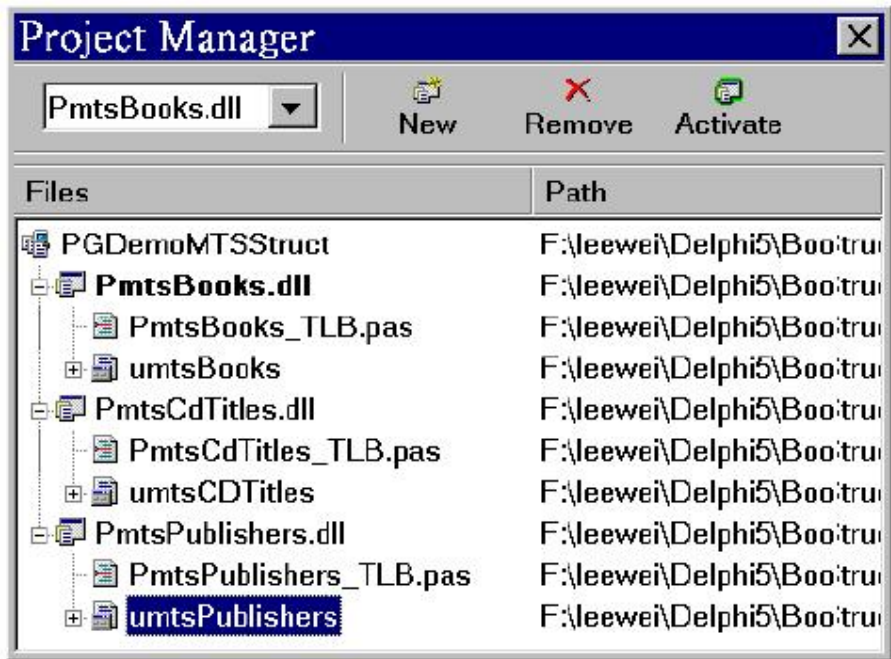 Project Manager
PmtsBooks.dll New Remove Activate
Files Path
PGDemoMTSStruct F:\leewei\Delphi5\Boo
PmtsBooks.dll F:\leewei\Delphi5\Boo
PmtsBooks_TLB.pas F:\leewei\Delphi5\Boo
umtsBooks F:\leewei\Delphi5\Boo
PmtsCdTitles.dll F:\leewei\Delphi5\Boo
PmtsCdTitles_TLB.pas F:\leewei\Delphi5\Boo
umtsCDTitles F:\leewei\Delphi5\Boo
PmtsPublishers.dll F:\leewei\Delphi5\Boo
PmtsPublishers_TLB.pas F:\leewei\Delphi5\Boo
umtsPublishers F:\leewei\Delphi5\Boo